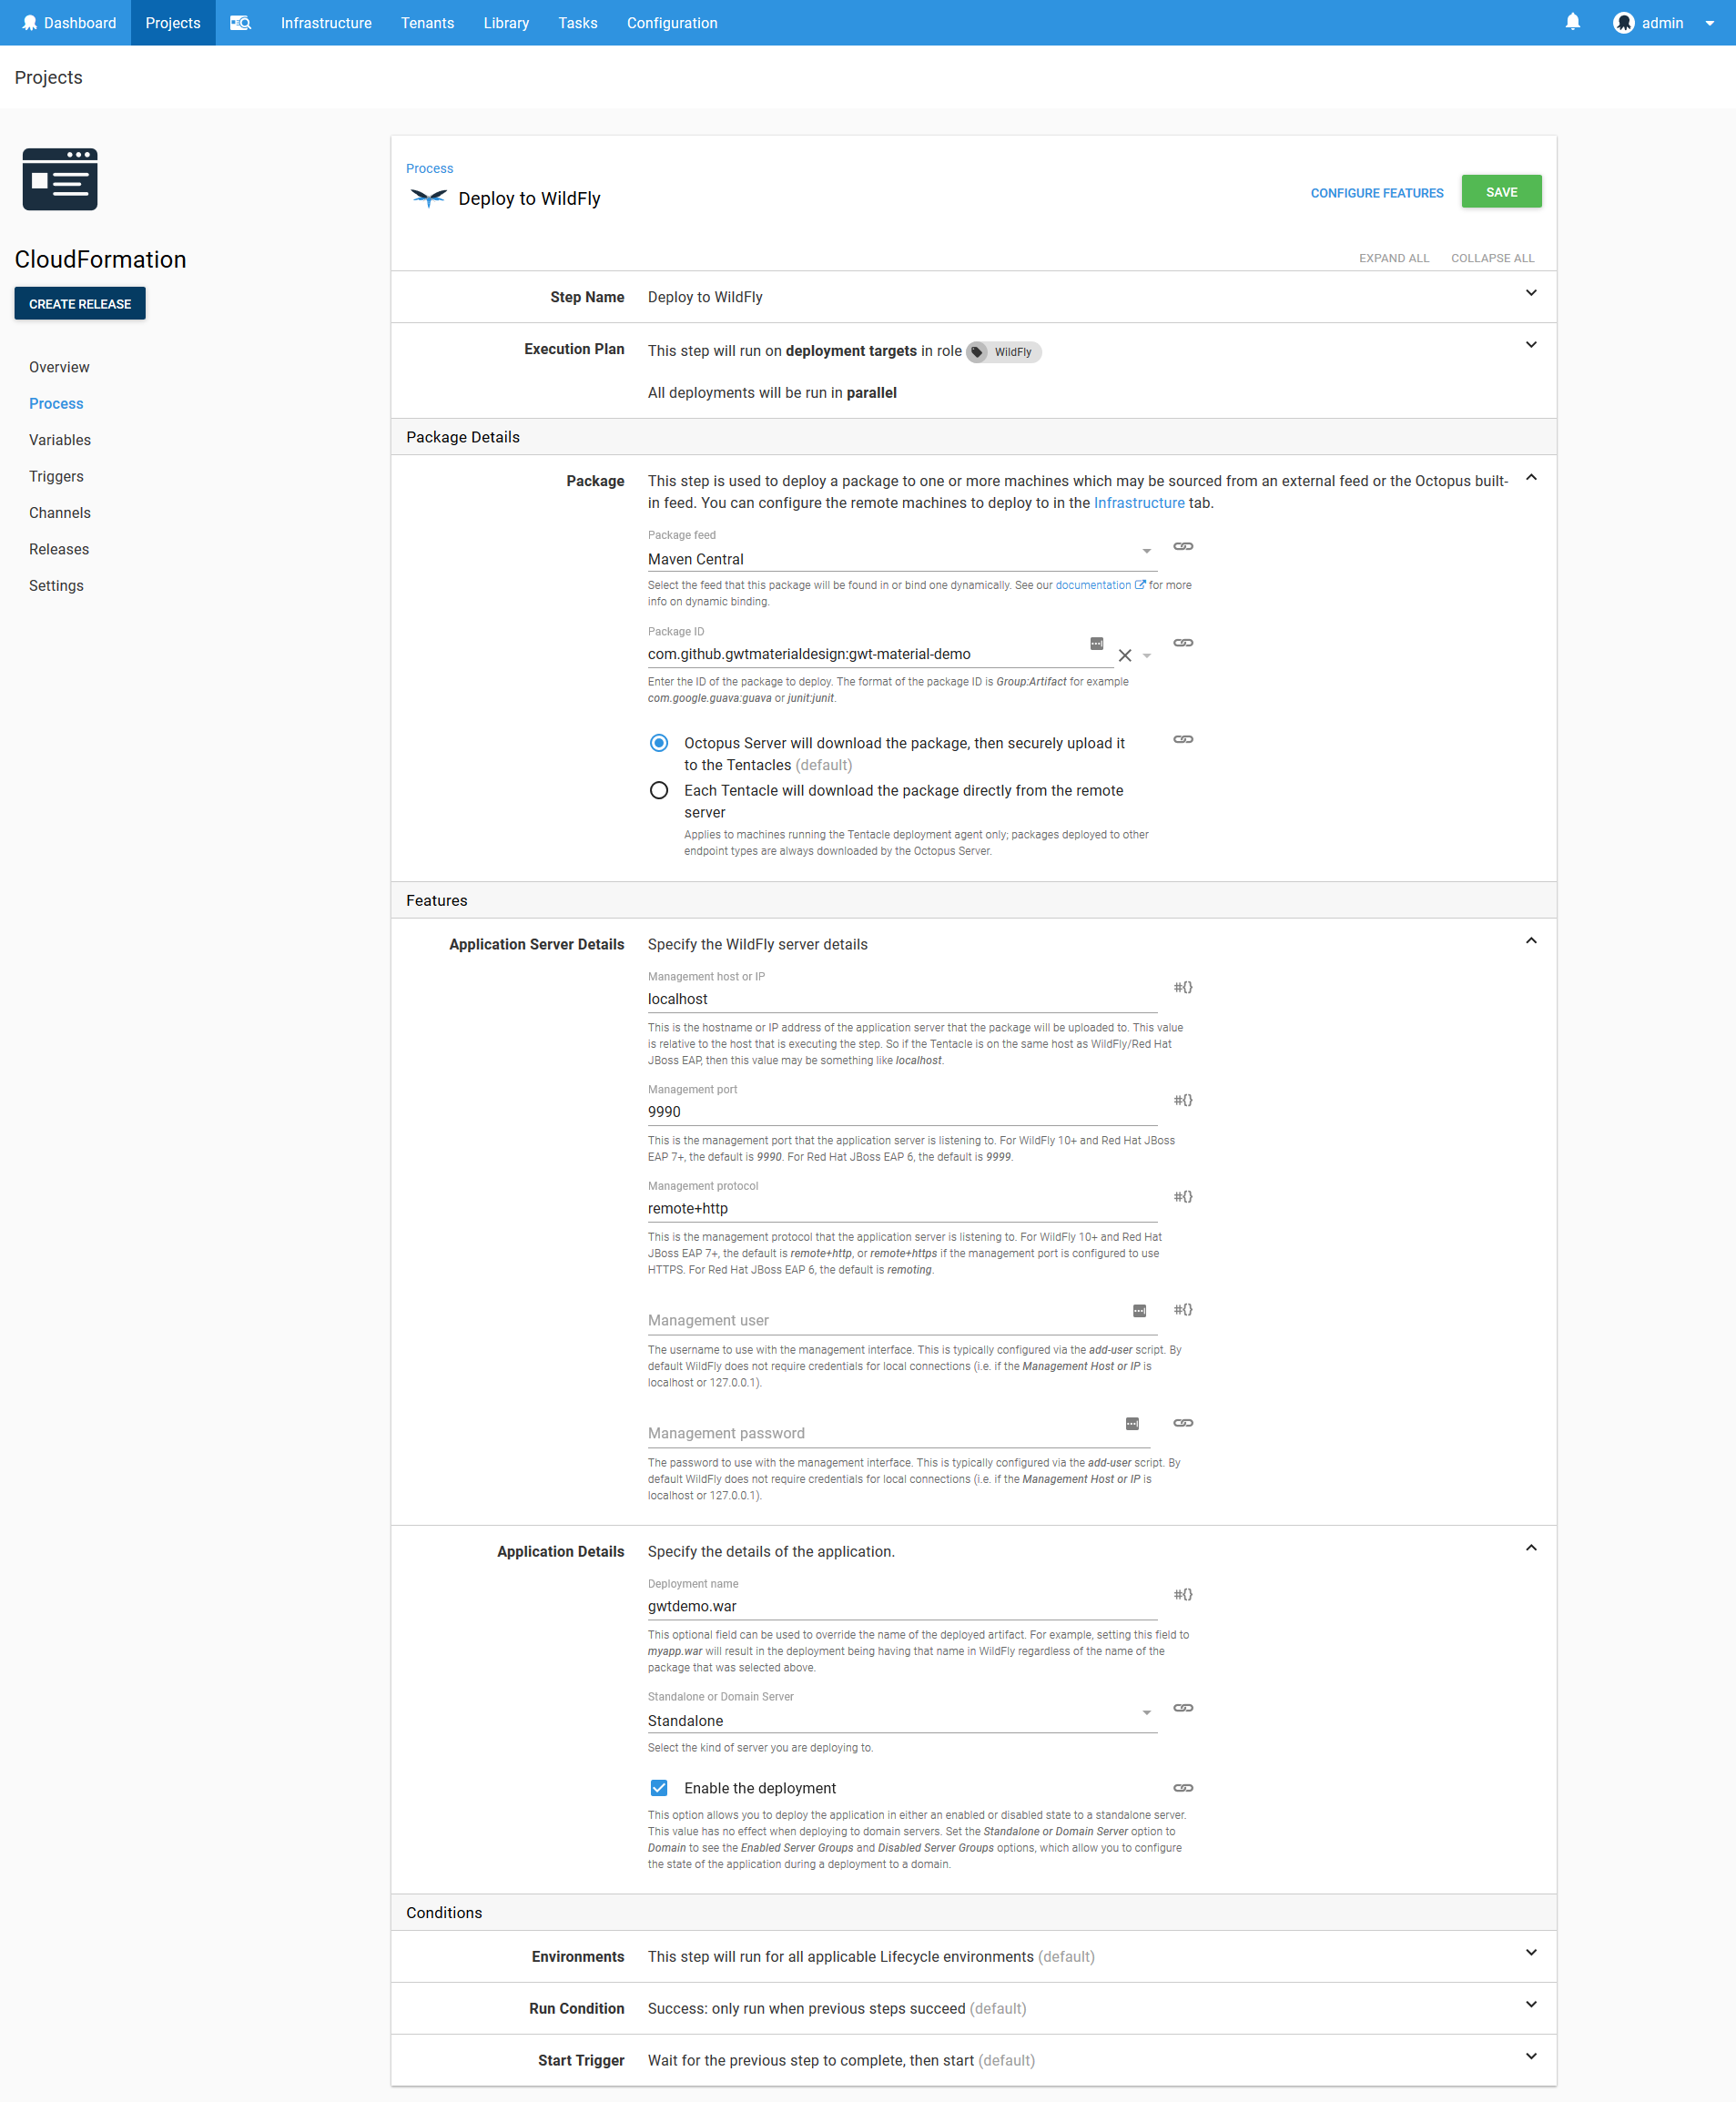 Dashboard Projects Infrastructure Tenants Library Tasks Configuration admin
Projects
CloudFormation
CREATE RELEASE
Overview
Process
Variables
Triggers
Channels
Releases
Settings
Process
Deploy to WildFly
CONFIGURE FEATURES SAVE
EXPAND ALL COLLAPSE ALL
Step Name Deploy to WildFly
Execution Plan This step will run on deployment targets in role WildFly
All deployments will be run in parallel
Package Details
Package This step is used to deploy a package to one or more machines which may be sourced from an external feed or the Octopus built-
in feed. You can configure the remote machines to deploy to in the Infrastructure tab.
Package feed
Maven Central
Select the feed that this package will be found in or bind one dynamically. See our documentation for more
info on dynamic binding.
Package ID
com.github.gwtmaterialdesign:gwt-material-demo
Enter the ID of the package to deploy. The format of the package ID is Group:Artifact for example
com.google.guava:guava or junit:junit.
Octopus Server will download the package, then securely upload it
to the Tentacles (default)
Each Tentacle will download the package directly from the remote
server
Applies to machines running the Tentacle deployment agent only; packages deployed to other
endpoint types are always downloaded by the Octopus Server.
Features
Application Server Details Specify the WildFly server details
Management host or IP
localhost
#{}
This is the hostname or IP address of the application server that the package will be uploaded to. This value
is relative to the host that is executing the step. So if the Tentacle is on the same host as WildFly/Red Hat
JBoss EAP, then this value may be something like localhost.
Management port
9990
#{}
This is the management port that the application server is listening to. For WildFly 10+ and Red Hat JBoss
EAP 7+, the default is 9990. For Red Hat JBoss EAP 6, the default is 9999.
Management protocol
remote+http
#{}
This is the management protocol that the application server is listening to. For WildFly 10+ and Red Hat
JBoss EAP 7+, the default is remote+http, or remote+https if the management port is configured to use
HTTPS. For Red Hat JBoss EAP 6, the default is remoting.
Management user
#{}
The username to use with the management interface. This is typically configured via the add-user script. By
default WildFly does not require credentials for local connections (i.e. if the Management Host or IP is
localhost or 127.0.0.1).
Management password
The password to use with the management interface. This is typically configured via the add-user script. By
default WildFly does not require credentials for local connections (i.e. if the Management Host or IP is
localhost or 127.0.0.1).
Application Details Specify the details of the application.
Deployment name
gwtdemo.war
#{}
This optional field can be used to override the name of the deployed artifact. For example, setting this field to
myapp.war will result in the deployment being having that name in WildFly regardless of the name of the
package that was selected above.
Standalone or Domain Server
Standalone
Select the kind of server you are deploying to.
Enable the deployment
This option allows you to deploy the application in either an enabled or disabled state to a standalone server.
This value has no effect when deploying to domain servers. Set the Standalone or Domain Server option to
Domain to see the Enabled Server Groups and Disabled Server Groups options, which allow you to configure
the state of the application during a deployment to a domain.
Conditions
Environments This step will run for all applicable Lifecycle environments (default)
Run Condition Success: only run when previous steps succeed (default)
Start Trigger Wait for the previous step to complete, then start (default)